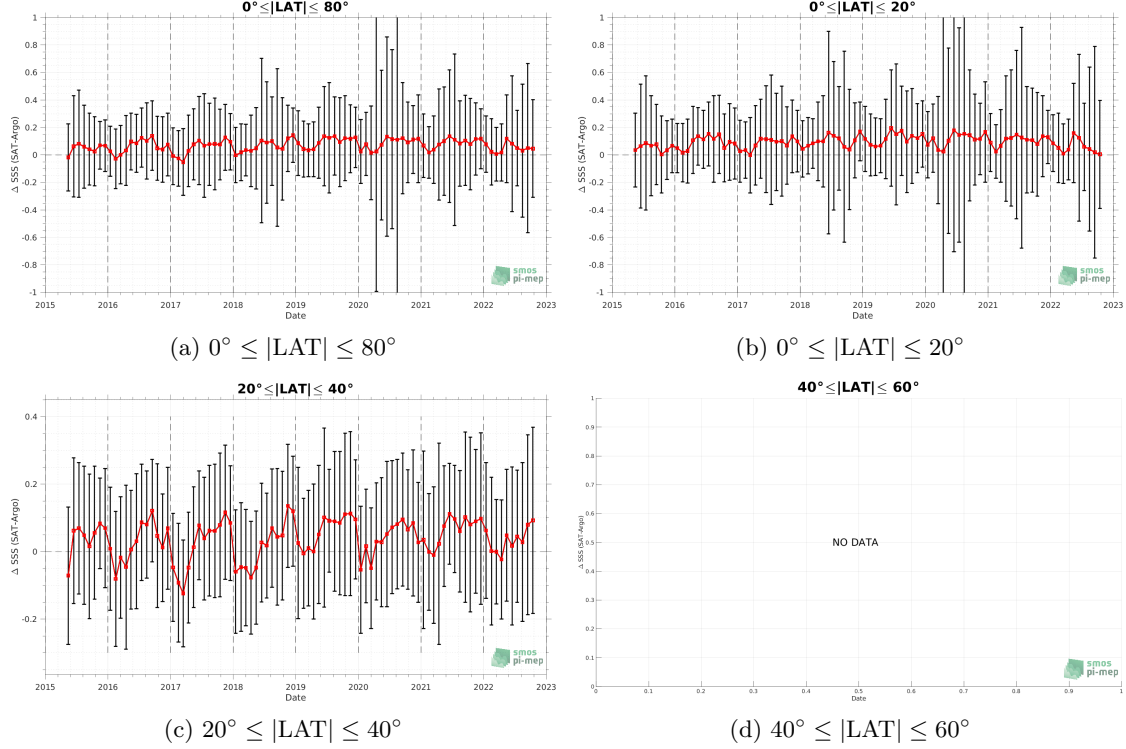 0°≤|LAT|≤ 80°
Δ SSS (SAT-Argo)
1
0.8
0.6
0.4
0.2
0
-0.2
-0.4
-0.6
-0.8
-1
2015 2016 2017 2018 2019 2020 2021 2022 2023
Date
smos
pi-mep
(a) 0° ≤ |LAT| ≤ 80°
0°≤|LAT|≤ 20°
Δ SSS (SAT-Argo)
1
0.8
0.6
0.4
0.2
0
-0.2
-0.4
-0.6
-0.8
-1
2015 2016 2017 2018 2019 2020 2021 2022 2023
Date
smos
pi-mep
(b) 0° ≤ |LAT| ≤ 20°
20°≤|LAT|≤ 40°
Δ SSS (SAT-Argo)
0.4
0.2
0
-0.2
2015 2016 2017 2018 2019 2020 2021 2022 2023
Date
smos
pi-mep
(c) 20° ≤ |LAT| ≤ 40°
40°≤|LAT|≤ 60°
Δ SSS (SAT-Argo)
1
0.9
0.8
0.7
0.6
0.5
0.4
0.3
0.2
0.1
0
NO DATA
0 0.1 0.2 0.3 0.4 0.5 0.6 0.7 0.8 0.9 1
Date
smos
pi-mep
(d) 40° ≤ |LAT| ≤ 60°